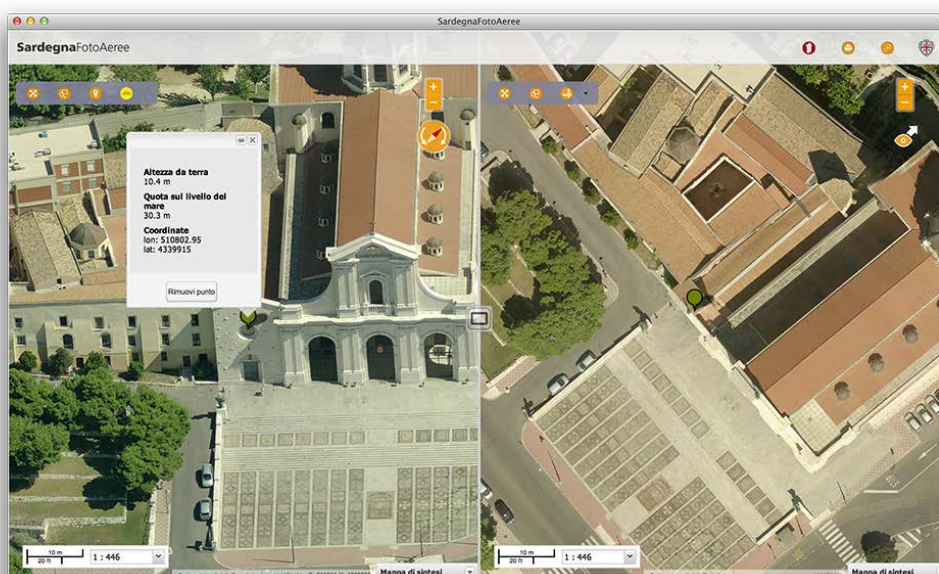 SardegnaFotoAeree
SardegnaFotoAeree
Altezza da terra
10.4 m
Quota sul livello del
mare
30.3 m
Coordinate
lon: 510802.95
lat: 4339915
Rimuovi punto
10 m
20 ft
1 : 446
Mappa di sintesi
10 m
20 ft
1 : 446
Mappa di sintesi